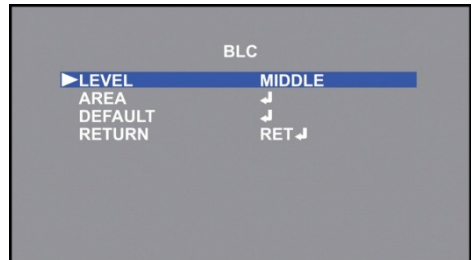 BLC
►LEVEL MIDDLE
AREA ↲
DEFAULT ↲
RETURN RET↲